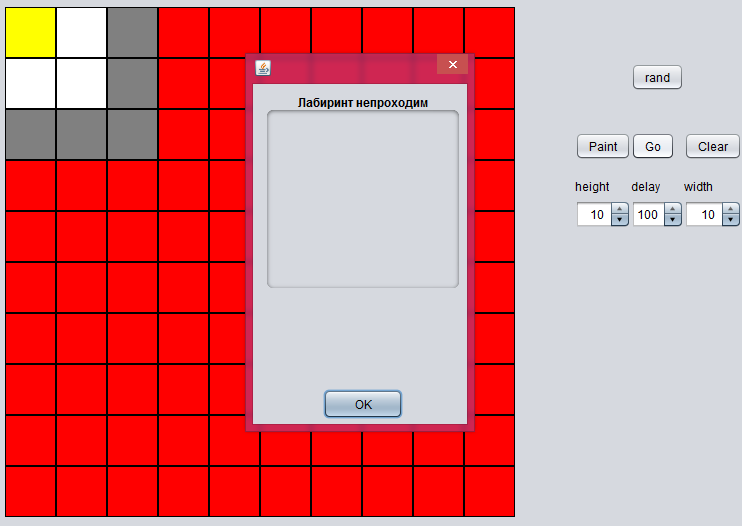 Лабиринт непроходим
OK
rand
Paint Go Clear
height delay width
10 100 10